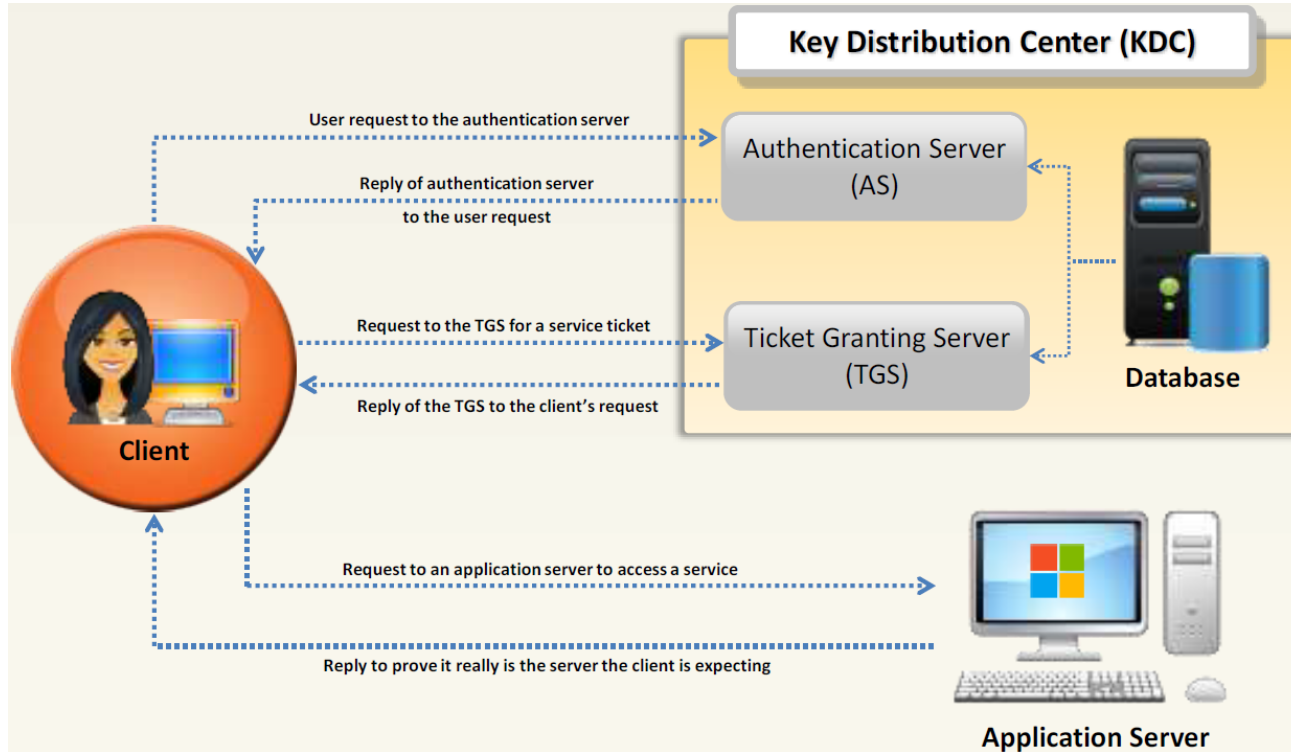 Key Distribution Center (KDC)
User request to the authentication server
Authentication Server
(AS)
Reply of authentication server
to the user request
Request to the TGS for a service ticket
Ticket Granting Server
(TGS)
Reply of the TGS to the client’s request
Database
Client
Request to an application server to access a service
Reply to prove it really is the server the client is expecting
Application Server